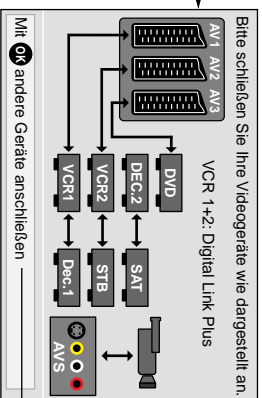 Bitte schließen Sie Ihre Videogeräte wie dargestellt an.
VCR 1+2: Digital Link Plus
AV1 AV2 AV3
DVD
DEC.2 SAT
VCR2 STB
VCR1 Dec.1
AVS
Mit OK andere Geräte anschließen